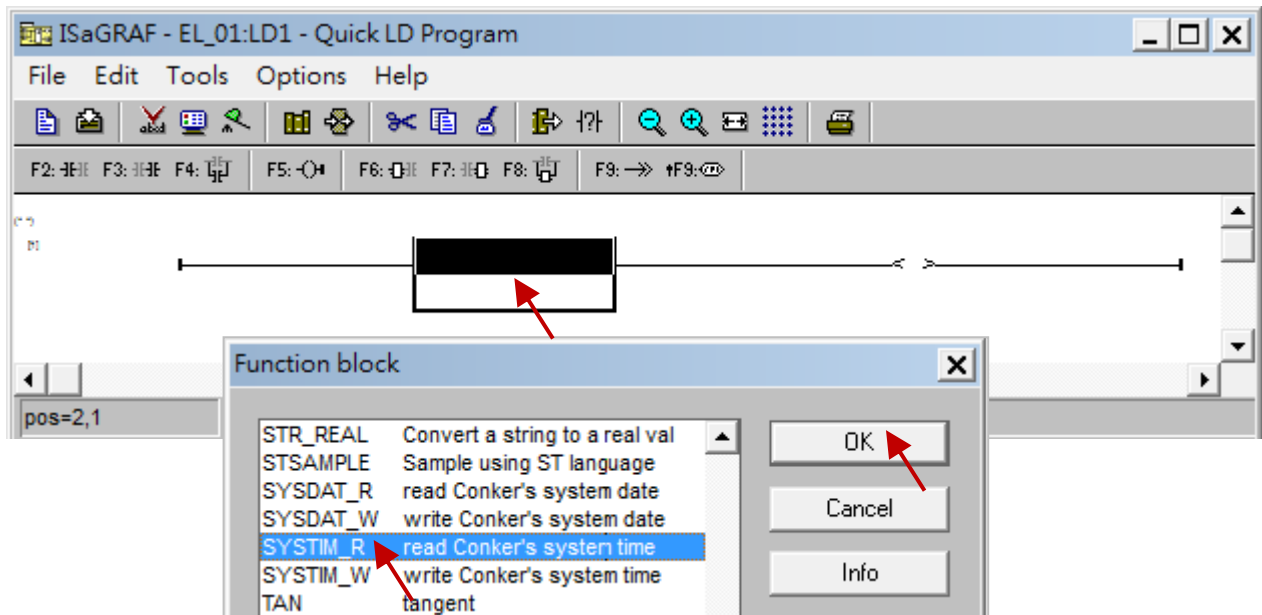 ISaGRAF - EL_01:LD1 - Quick LD Program
File Edit Tools Options Help
F2: F3: F4: F5: F6: F7: F8: F9: F9:
pos=2,1
Function block
STR_REAL Convert a string to a real val
STSAMPLE Sample using ST language
SYSDAT_R read Conker's system date
SYSDAT_W write Conker's system date
SYSTIM_R read Conker's system time
SYSTIM_W write Conker's system time
TAN tangent
OK
Cancel
Info